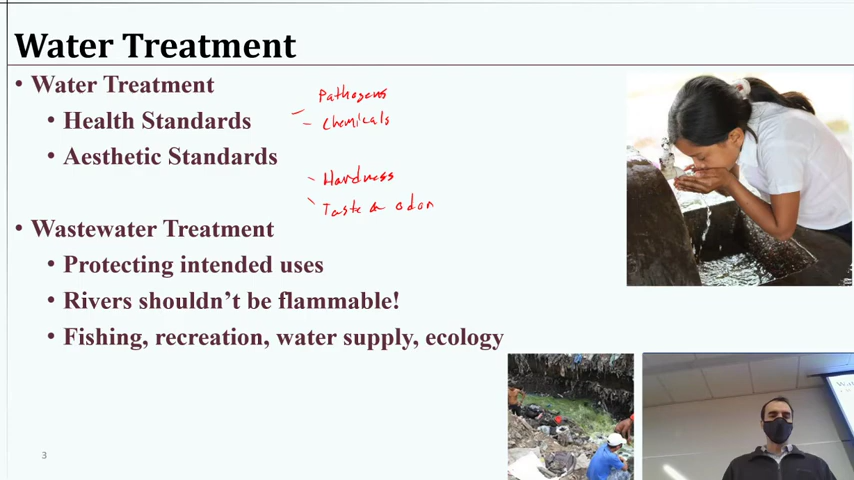 Water Treatment
• Water Treatment
• Health Standards
- Pathogens
- Chemicals
• Aesthetic Standards
- Hardness
- Taste & odor
• Wastewater Treatment
• Protecting intended uses
• Rivers shouldn't be flammable!
• Fishing, recreation, water supply, ecology
3